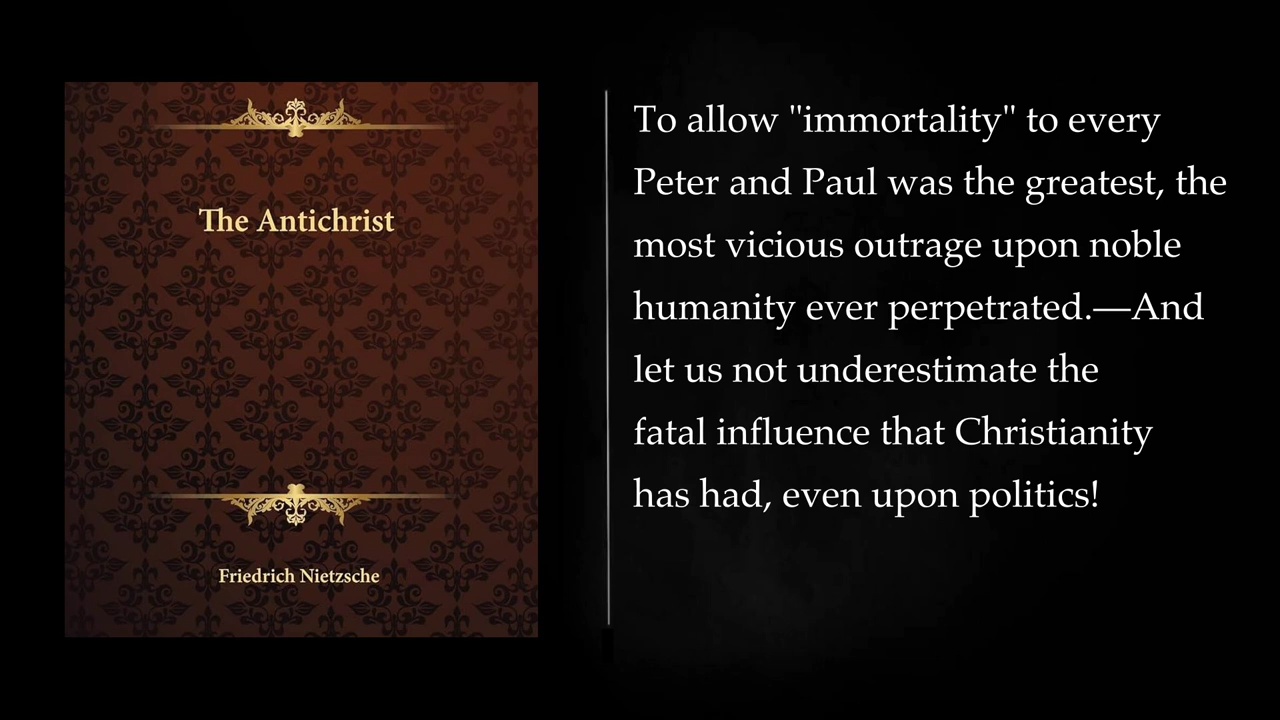 The Antichrist
Friedrich Nietzsche
To allow "immortality" to every
Peter and Paul was the greatest, the
most vicious outrage upon noble
humanity ever perpetrated.—And
let us not underestimate the
fatal influence that Christianity
has had, even upon politics!